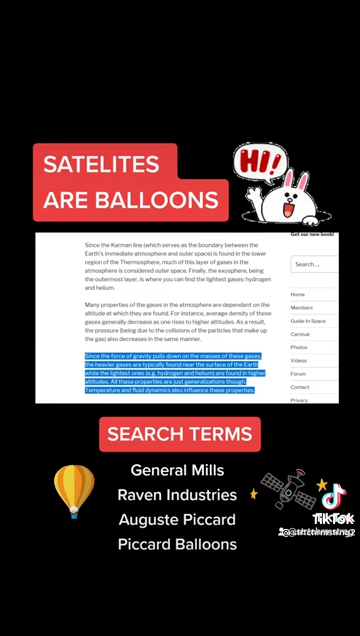 SATELITES
ARE BALLOONS
HI!
Get our new book!
Since the Karman line (which serves as the boundary between the
Earth's immediate atmosphere and outer space) is found in the lower
region of the Thermosphere, much of this layer of gases in the
atmosphere is considered outer space. Finally, the exosphere, being
the outermost layer, is where you can find the lightest gases: hydrogen
and helium.
Many properties of the gases in the atmosphere are dependent on the
altitude at which they are found. For instance, average density of these
gases generally decrease as one rises to higher altitudes. As a result,
the pressure (being due to the collisions of the particles that make up
the gas) also decreases in the same manner.
Since the force of gravity pulls down on the masses of these gases,
the heavier gases are typically found near the surface of the Earth
while the lightest ones (e.g. hydrogen and helium) are found in higher
altitudes. All these properties are just generalizations though.
Temperature and fluid dynamics also influence these properties.
Search ...
Home
Members
Guide to Space
Carnival
Photos
Videos
Forum
Contact
Privacy
SEARCH TERMS
General Mills
Raven Industries
Auguste Piccard
Piccard Balloons
TikTok